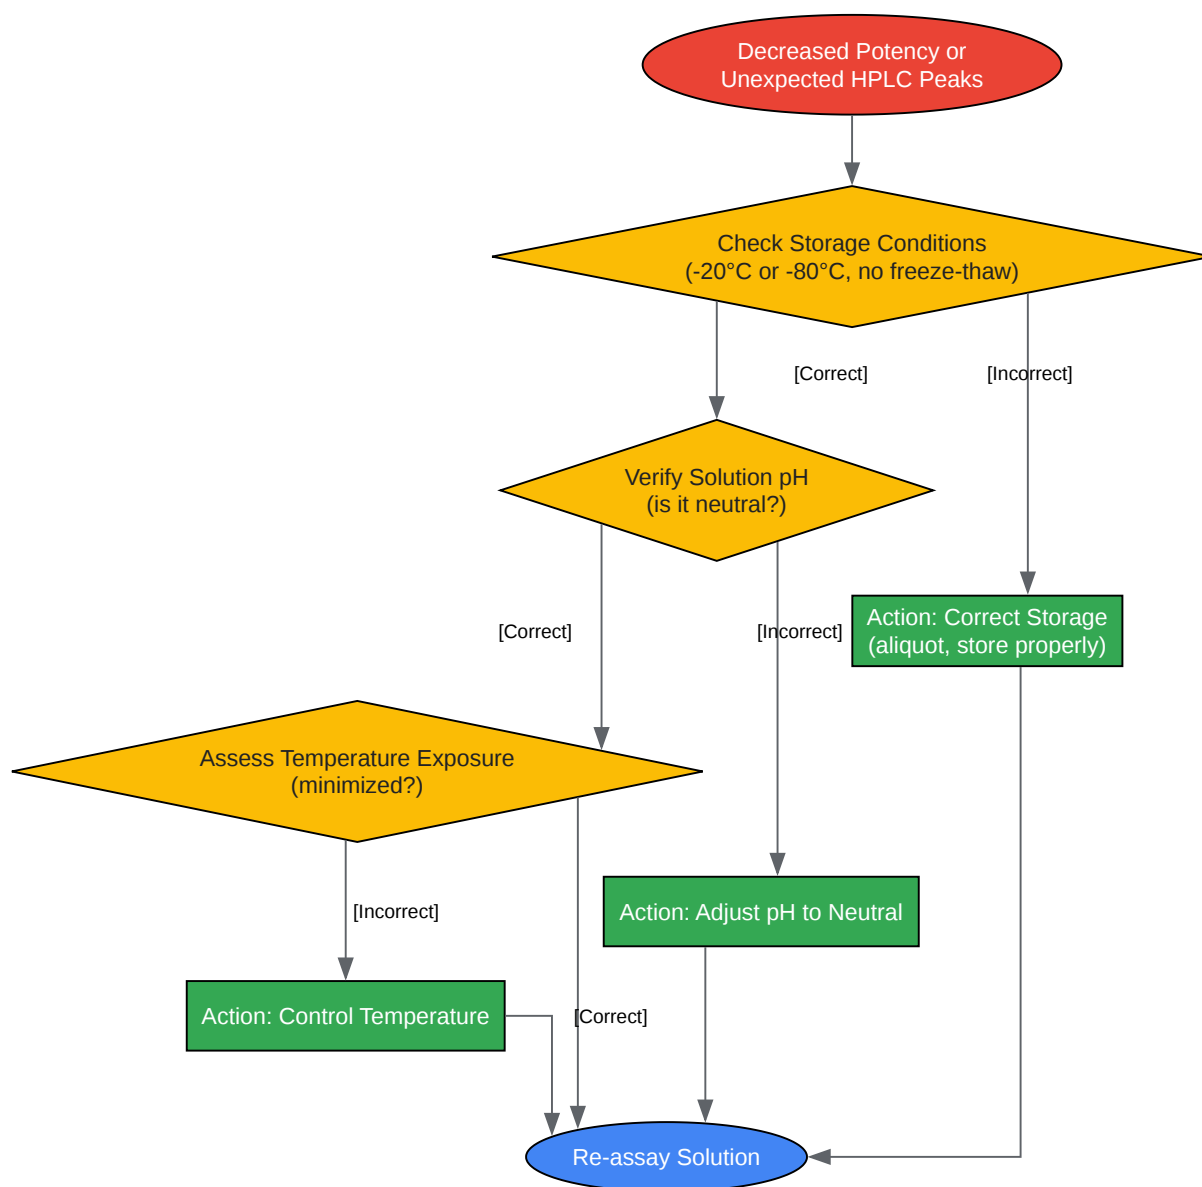 Decreased Potency or
Unexpected HPLC Peaks
Check Storage Conditions
(-20°C or -80°C, no freeze-thaw)
[Correct]
[Incorrect]
Verify Solution pH
(is it neutral?)
[Correct]
[Incorrect]
Action: Correct Storage
(aliquot, store properly)
Assess Temperature Exposure
(minimized?)
[Incorrect]
Action: Adjust pH to Neutral
Action: Control Temperature
[Correct]
Re-assay Solution